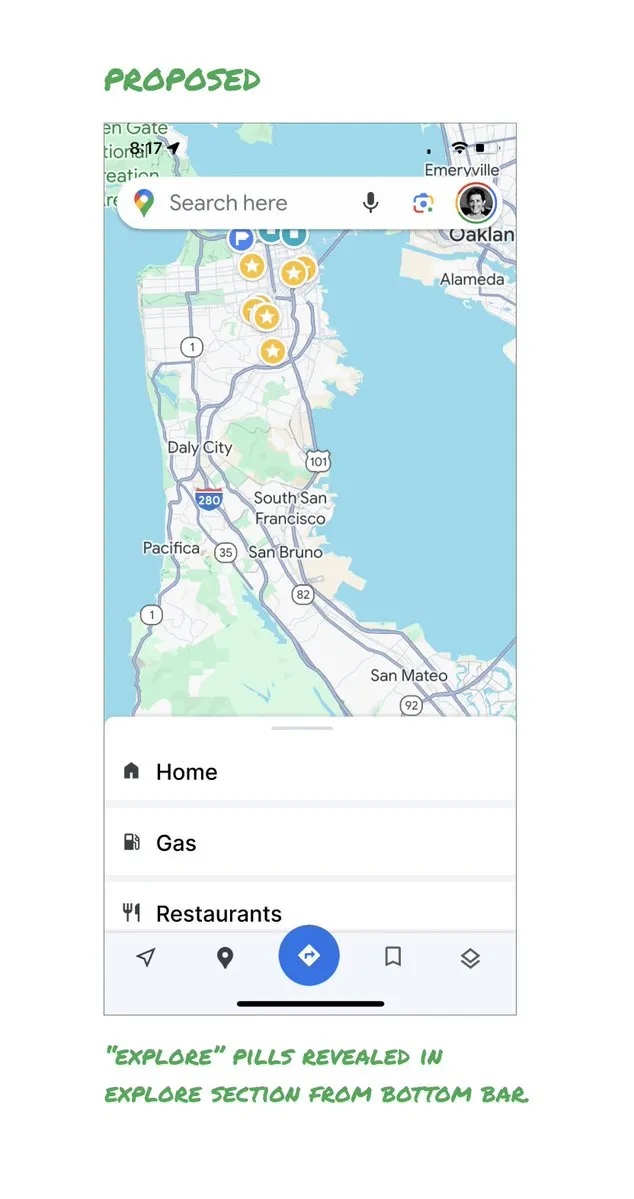 PROPOSED
en Gate
8:17
tional
reation
Emeryville
Search here
Oaklan
Alameda
1
Daly City
101
280
South San
Francisco
Pacifica
35
San Bruno
82
1
San Mateo
92
Home
Gas
Restaurants
"EXPLORE" PILLS REVEALED IN
EXPLORE SECTION FROM BOTTOM BAR.